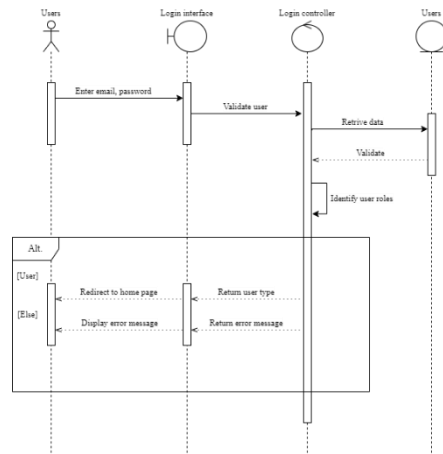 Users
Login interface
Login controller
Users
Enter email, password
Validate user
Retrive data
Validate
Identify user roles
Alt.
[User]
Redirect to home page
Return user type
[Else]
Display error message
Return error message